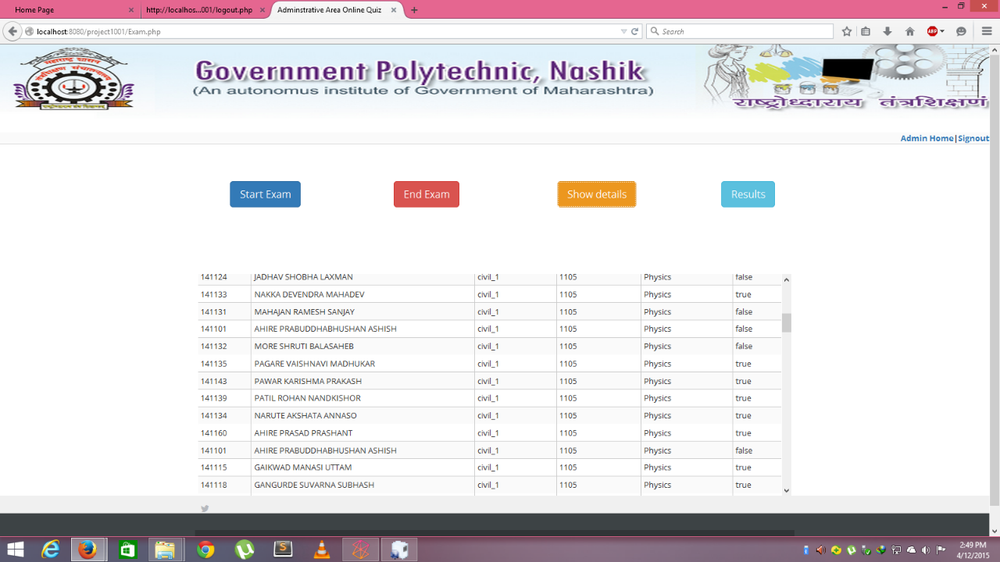 Home Page
http://localhos...001/logout.php
Adminstrative Area Online Quiz
localhost:8080/project1001/Exam.php
Search
ABP
महाराष्ट्र शासन
Government Polytechnic, Nashik
(An autonomus institute of Government of Maharashtra)
राष्ट्रोध्दाराय तंत्रशिक्षणं
Admin Home|Signout
Start Exam
End Exam
Show details
Results
141124 JADHAV SHOBHA LAXMAN civil_1 1105 Physics false
141133 NAKKA DEVENDRA MAHADEV civil_1 1105 Physics true
141131 MAHAJAN RAMESH SANJAY civil_1 1105 Physics false
141101 AHIRE PRABUDDHABHUSHAN ASHISH civil_1 1105 Physics false
141132 MORE SHRUTI BALASAHEB civil_1 1105 Physics false
141135 PAGARE VAISHNAVI MADHUKAR civil_1 1105 Physics true
141143 PAWAR KARISHMA PRAKASH civil_1 1105 Physics true
141139 PATIL ROHAN NANDKISHOR civil_1 1105 Physics true
141134 NARUTE AKSHATA ANNASO civil_1 1105 Physics true
141160 AHIRE PRASAD PRASHANT civil_1 1105 Physics true
141101 AHIRE PRABUDDHABHUSHAN ASHISH civil_1 1105 Physics false
141115 GAIKWAD MANASI UTTAM civil_1 1105 Physics true
141118 GANGURDE SUVARNA SUBHASH civil_1 1105 Physics true
2:49 PM
4/12/2015